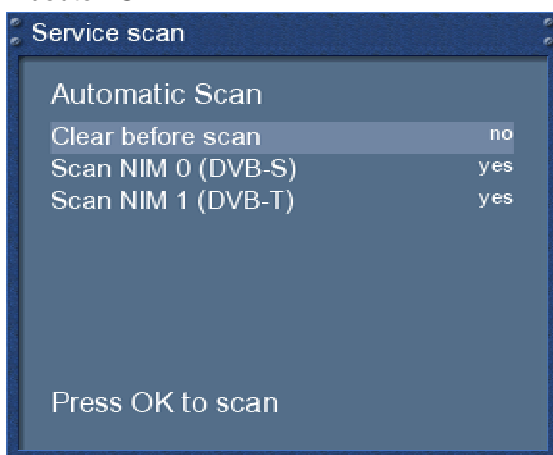 Service scan
Automatic Scan
Clear before scan no
Scan NIM 0 (DVB-S) yes
Scan NIM 1 (DVB-T) yes
Press OK to scan